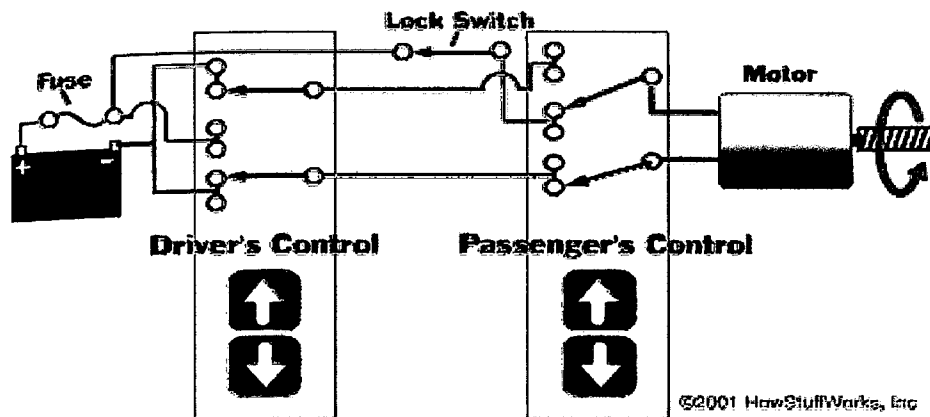 Lock Switch
Fuse
Motor
+ -
Driver's Control
Passenger's Control
©2001 HowStuffWorks, Inc